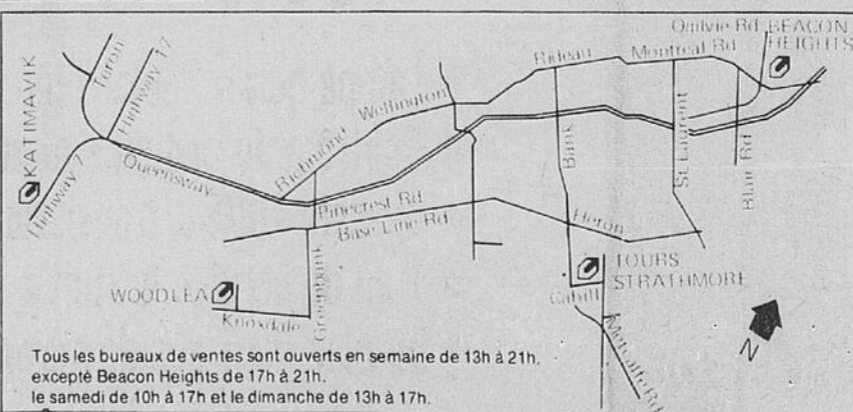 Ogilvie Rd BEACON
HEIGHTS
Montreal Rd
Rideau
Wellington
Teron
Highway 17
KATIMAVIK
Highway 7
Queensway
Richmond
Bank
St. Laurent
Blair Rd
Pinecrest Rd
Base Line Rd
Heron
Greenbank
WOODLEA
Knoxdale
TOURS
STRATHMORE
Cahill
Metcalfe Rd
N
Tous les bureaux de ventes sont ouverts en semaine de 13h à 21h.
excepté Beacon Heights de 17h à 21h.
le samedi de 10h à 17h et le dimanche de 13h à 17h.